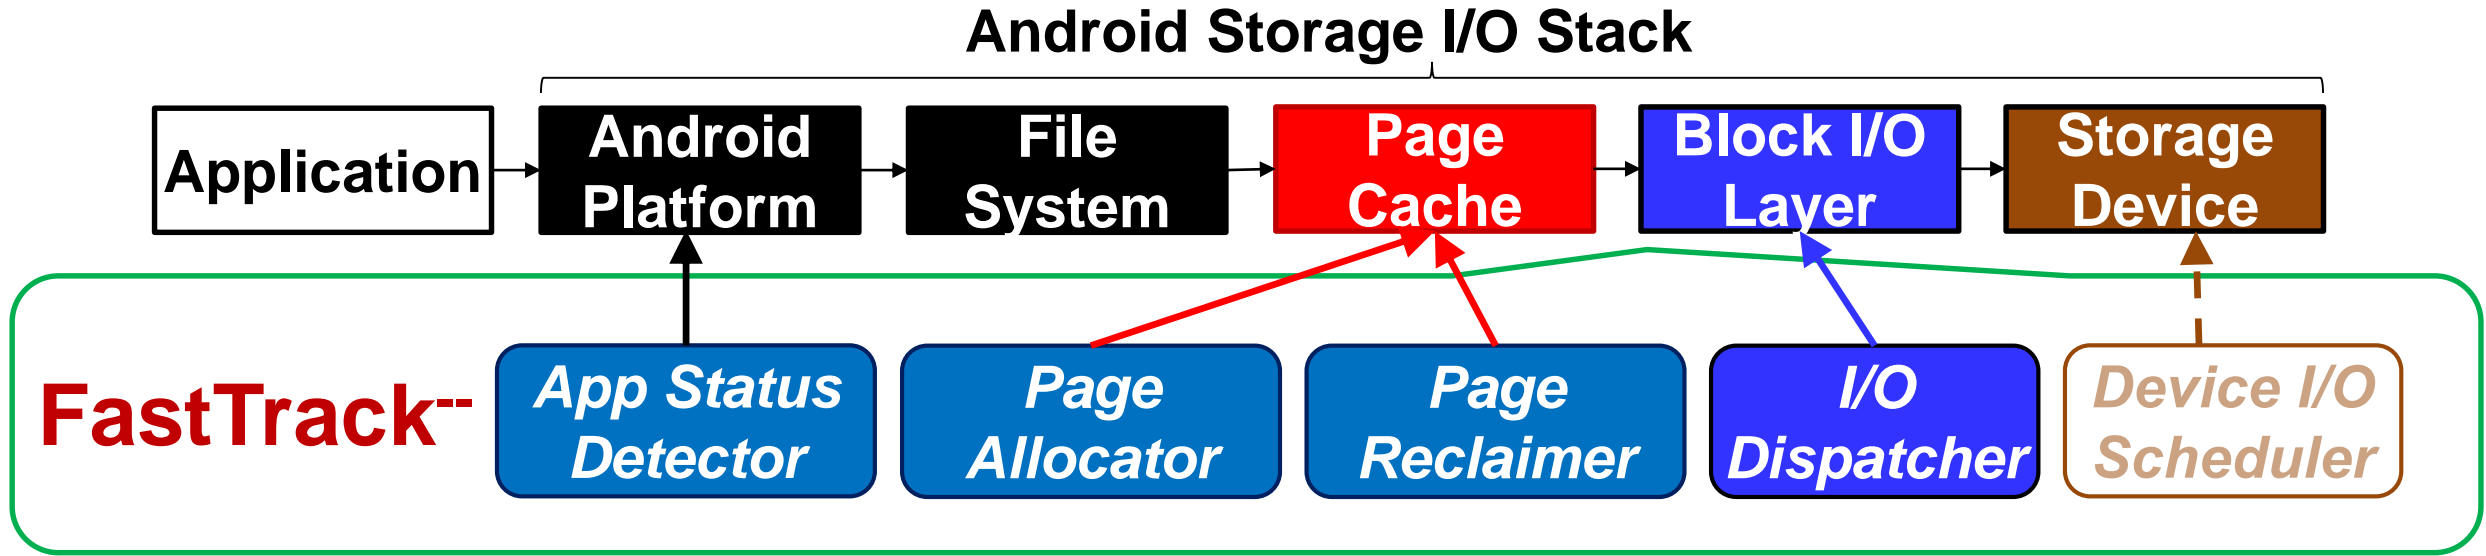 Android Storage I/O Stack
Application
Android
Platform
File
System
Page
Cache
Block I/O
Layer
Storage
Device
FastTrack--
App Status
Detector
Page
Allocator
Page
Reclaimer
I/O
Dispatcher
Device I/O
Scheduler